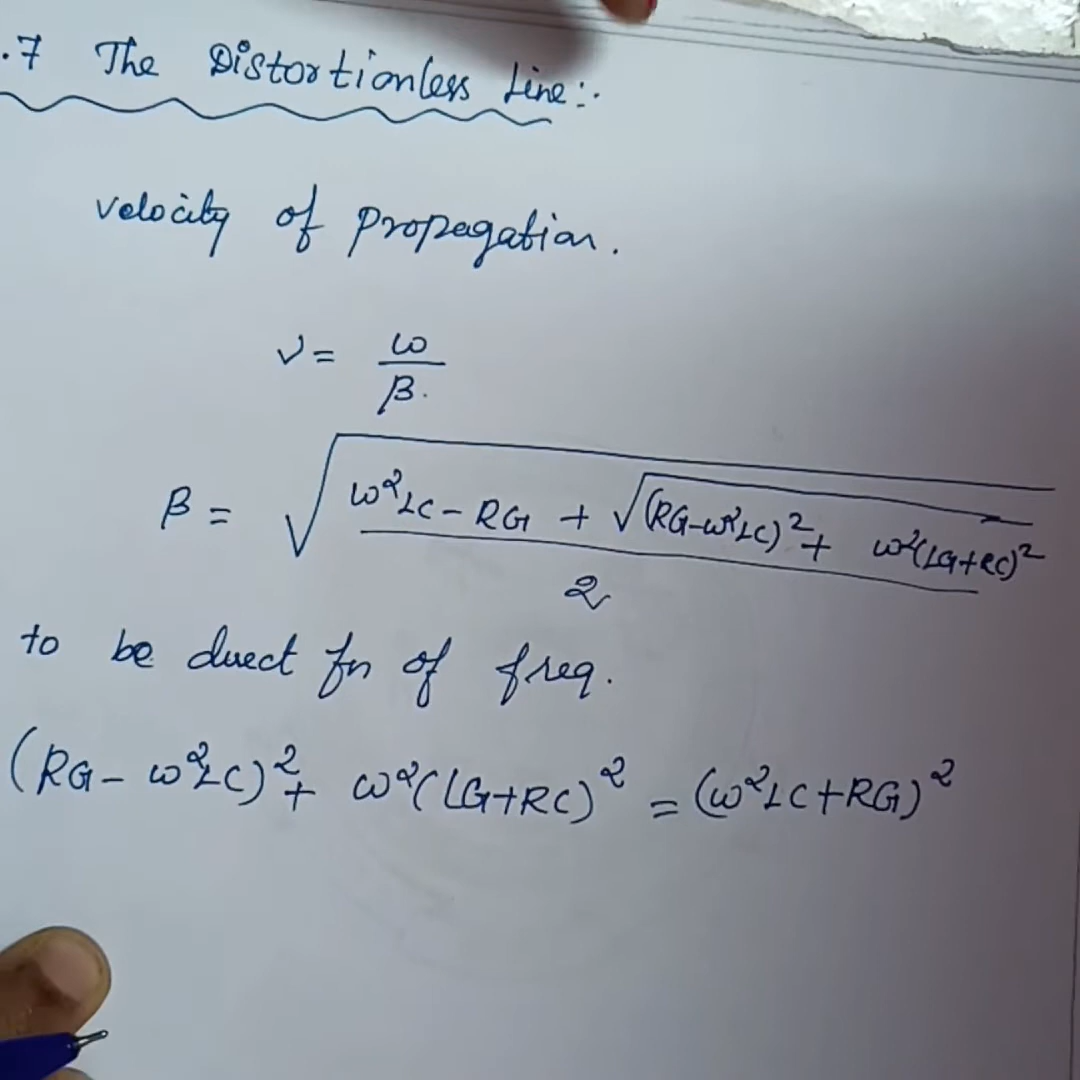 .7 The Distortionless Line:.
velocity of propagation.
v = ω/β.
β = √((ω²LC - RG + √((RG-ω²LC)² + ω²(LG+RC)²))/2)
to be duect fn of freq.
(RG - ω²LC)² + ω²(LG+RC)² = (ω²LC+RG)²